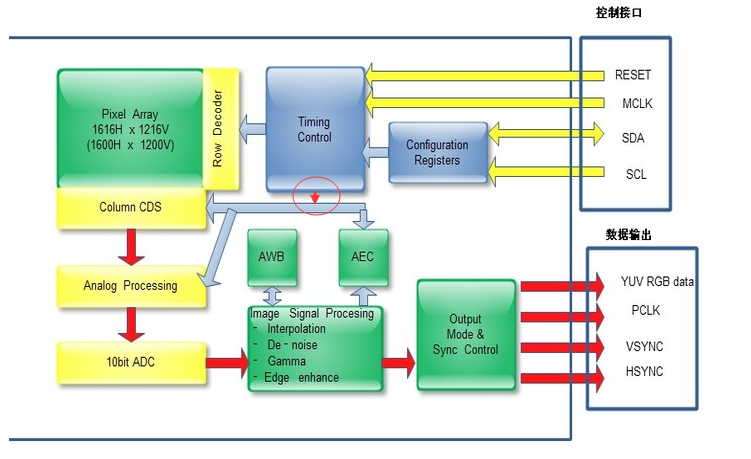 控制接口
RESET
MCLK
SDA
SCL
Pixel Array
1616H x 1216V
(1600H x 1200V)
Row Decoder
Timing
Control
Configuration
Registers
Column CDS
数据输出
AWB
AEC
Analog Processing
YUV RGB data
PCLK
VSYNC
HSYNC
Image Signal Procesing
- Interpolation
- De-noise
- Gamma
- Edge enhance
Output
Mode &
Sync Control
10bit ADC